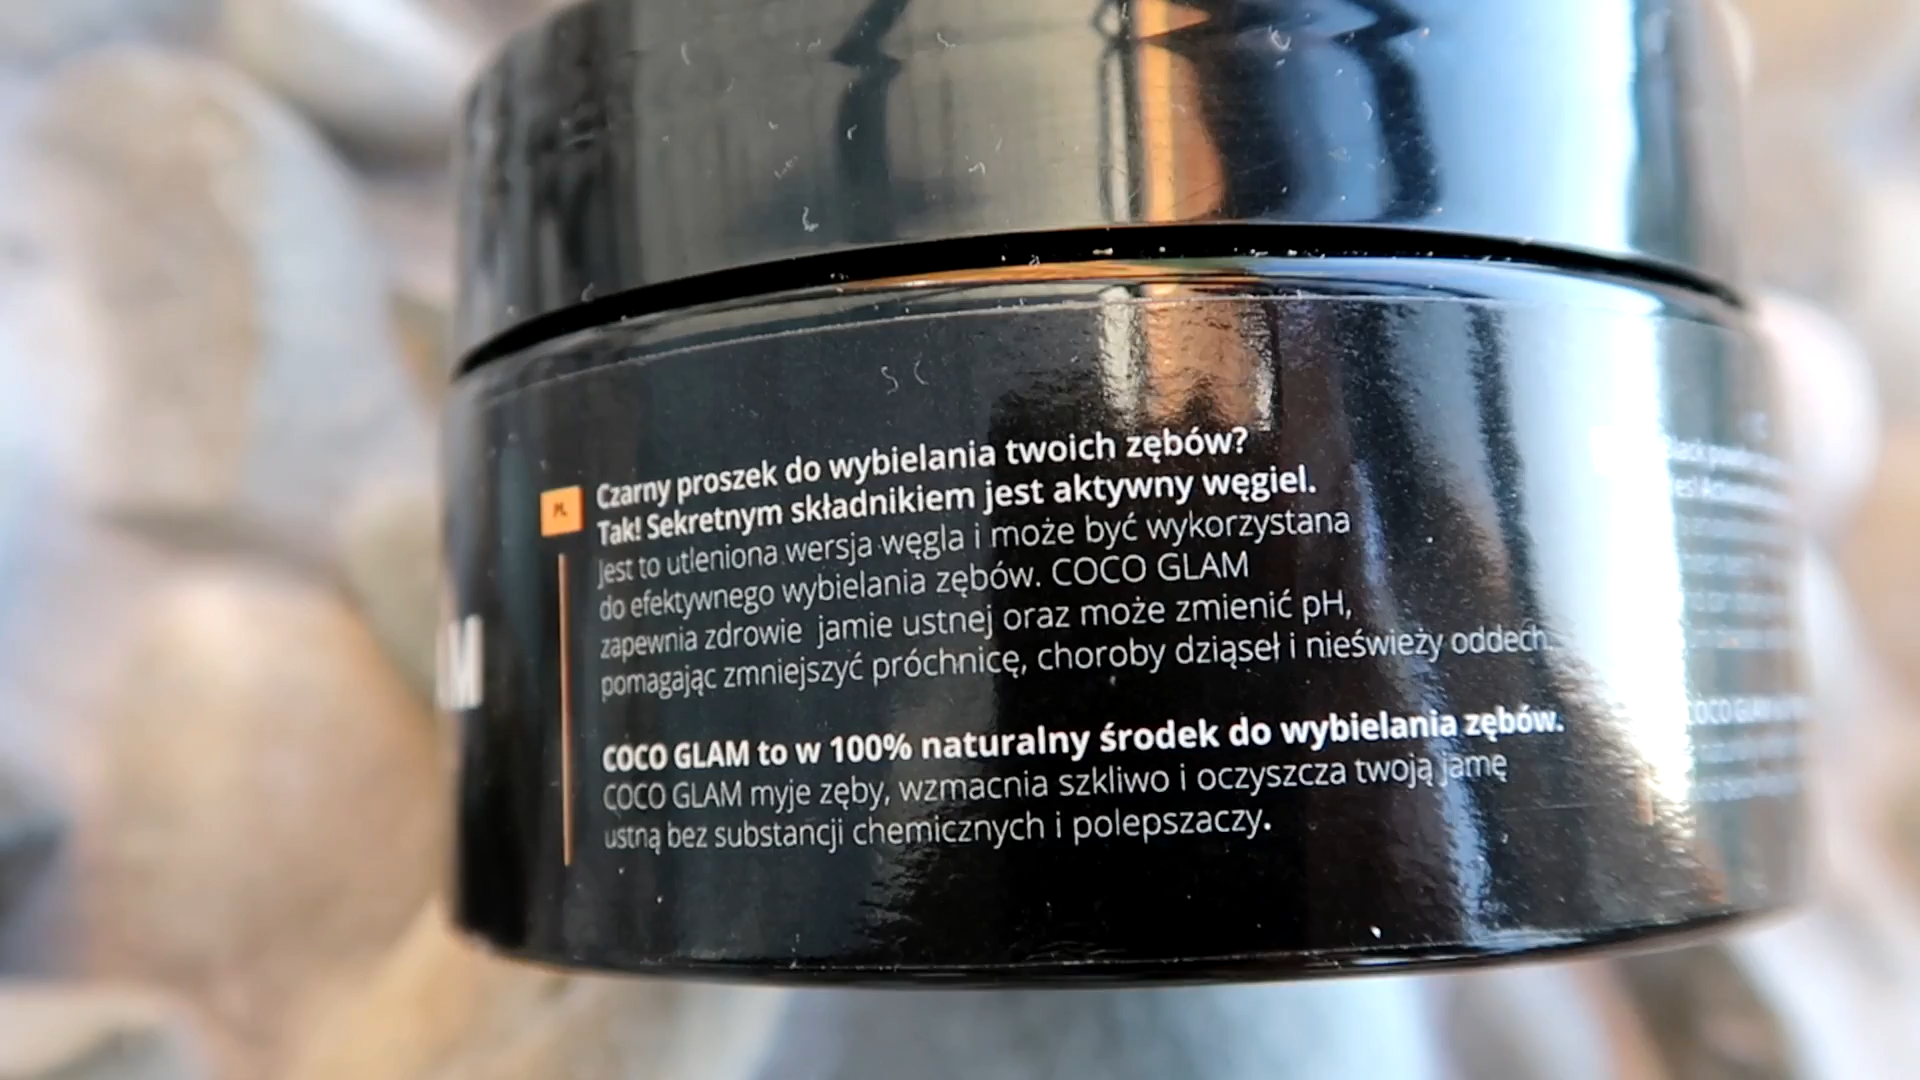 PL
Czarny proszek do wybielania twoich zębów?
Tak! Sekretnym składnikiem jest aktywny węgiel.
Jest to utleniona wersja węgla i może być wykorzystana
do efektywnego wybielania zębów. COCO GLAM
zapewnia zdrowie jamie ustnej oraz może zmienić pH,
pomagając zmniejszyć próchnicę, choroby dziąseł i nieświeży oddech.
COCO GLAM to w 100% naturalny środek do wybielania zębów.
COCO GLAM myje zęby, wzmacnia szkliwo i oczyszcza twoją jamę
ustną bez substancji chemicznych i polepszaczy.